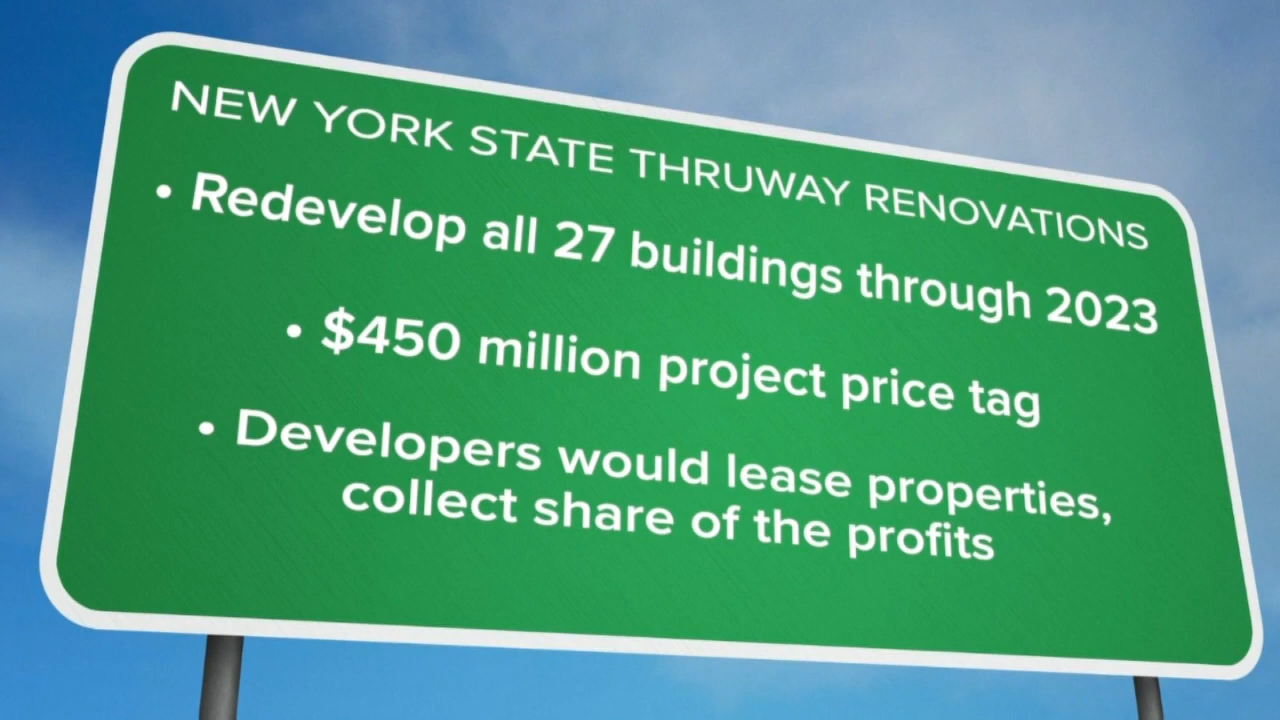 NEW YORK STATE THRUWAY RENOVATIONS
• Redevelop all 27 buildings through 2023
• $450 million project price tag
• Developers would lease properties,
collect share of the profits